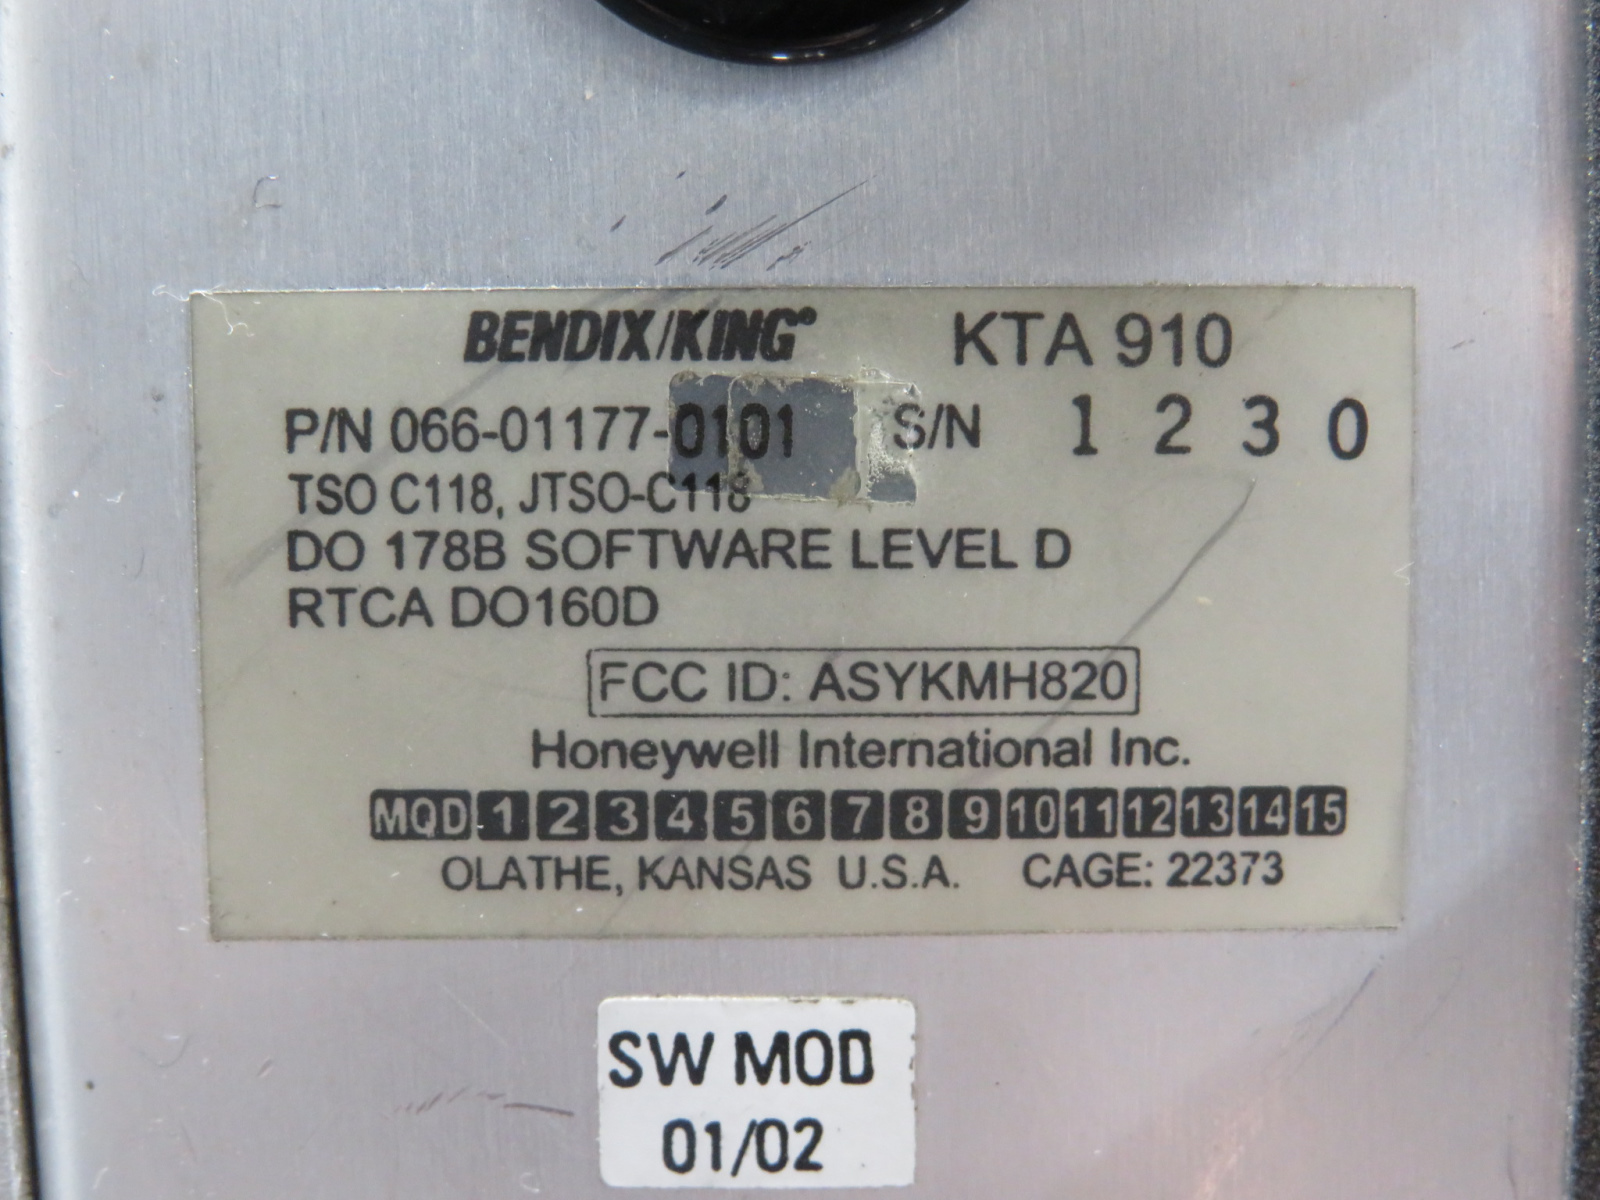 BENDIX/KING® KTA 910
P/N 066-01177-0101 S/N 1 2 3 0
TSO C118, JTSO-C118
DO 178B SOFTWARE LEVEL D
RTCA DO160D
FCC ID: ASYKMH820
Honeywell International Inc.
MOD 1 2 3 4 5 6 7 8 9 10 11 12 13 14 15
OLATHE, KANSAS U.S.A. CAGE: 22373
SW MOD
01/02